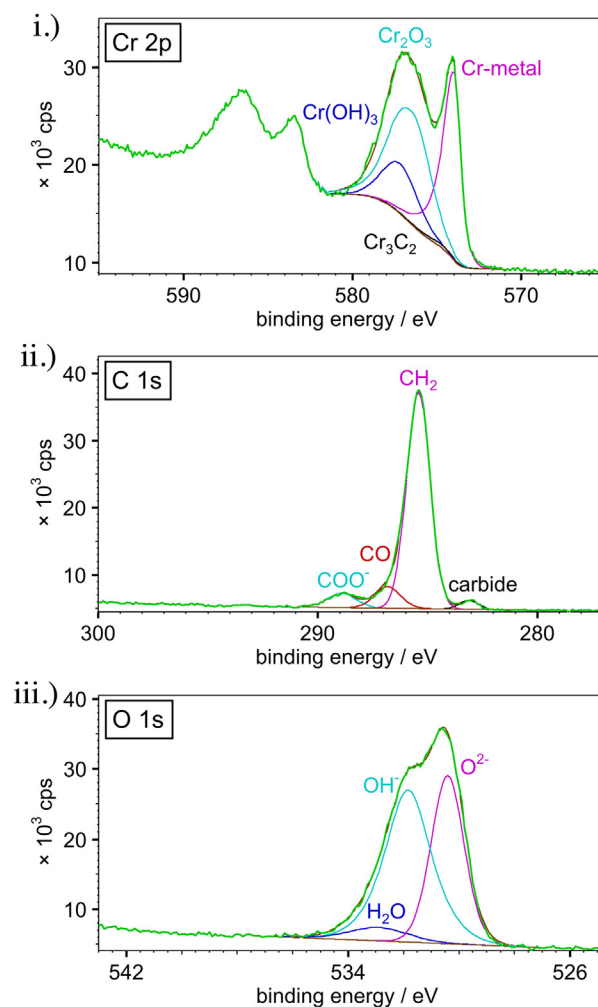 i.)
Cr 2p
Cr₂O₃
Cr-metal
Cr(OH)₃
Cr₃C₂
30
20
10
× 10³ cps
590
580
570
binding energy / eV
ii.)
C 1s
CH₂
CO
COO⁻
carbide
40
30
20
10
× 10³ cps
300
290
280
binding energy / eV
iii.)
O 1s
O²⁻
OH⁻
H₂O
40
30
20
10
× 10³ cps
542
534
526
binding energy / eV